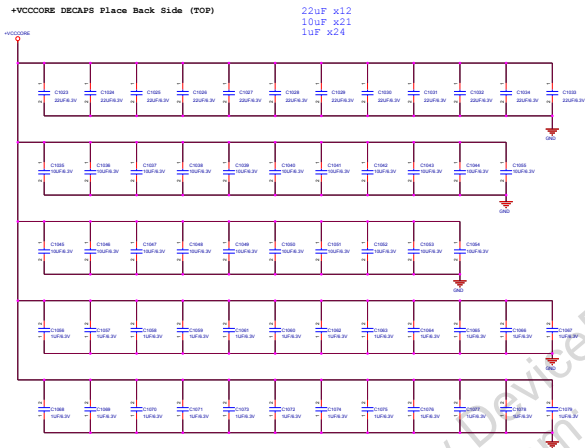 +VCCCORE DECAPS Place Back Side (TOP)
22uF x12
10uF x21
1uF x24
+VCCCORE
C1023 C1024 C1025 C1026 C1027 C1028 C1029 C1030 C1031 C1032 C1034 C1033
22UF/6.3V 22UF/6.3V 22UF/6.3V 22UF/6.3V 22UF/6.3V 22UF/6.3V 22UF/6.3V 22UF/6.3V 22UF/6.3V 22UF/6.3V 22UF/6.3V 22UF/6.3V
GND
C1035 C1036 C1037 C1038 C1039 C1040 C1041 C1042 C1043 C1044 C1055
10UF/6.3V 10UF/6.3V 10UF/6.3V 10UF/6.3V 10UF/6.3V 10UF/6.3V 10UF/6.3V 10UF/6.3V 10UF/6.3V 10UF/6.3V 10UF/6.3V
GND
C1045 C1046 C1047 C1048 C1049 C1050 C1051 C1052 C1053 C1054
10UF/6.3V 10UF/6.3V 10UF/6.3V 10UF/6.3V 10UF/6.3V 10UF/6.3V 10UF/6.3V 10UF/6.3V 10UF/6.3V 10UF/6.3V
GND
C1056 C1057 C1058 C1059 C1061 C1060 C1062 C1063 C1064 C1065 C1066 C1067
1UF/6.3V 1UF/6.3V 1UF/6.3V 1UF/6.3V 1UF/6.3V 1UF/6.3V 1UF/6.3V 1UF/6.3V 1UF/6.3V 1UF/6.3V 1UF/6.3V 1UF/6.3V
GND
C1068 C1069 C1070 C1071 C1073 C1072 C1074 C1075 C1076 C1077 C1078 C1079
1UF/6.3V 1UF/6.3V 1UF/6.3V 1UF/6.3V 1UF/6.3V 1UF/6.3V 1UF/6.3V 1UF/6.3V 1UF/6.3V 1UF/6.3V 1UF/6.3V 1UF/6.3V